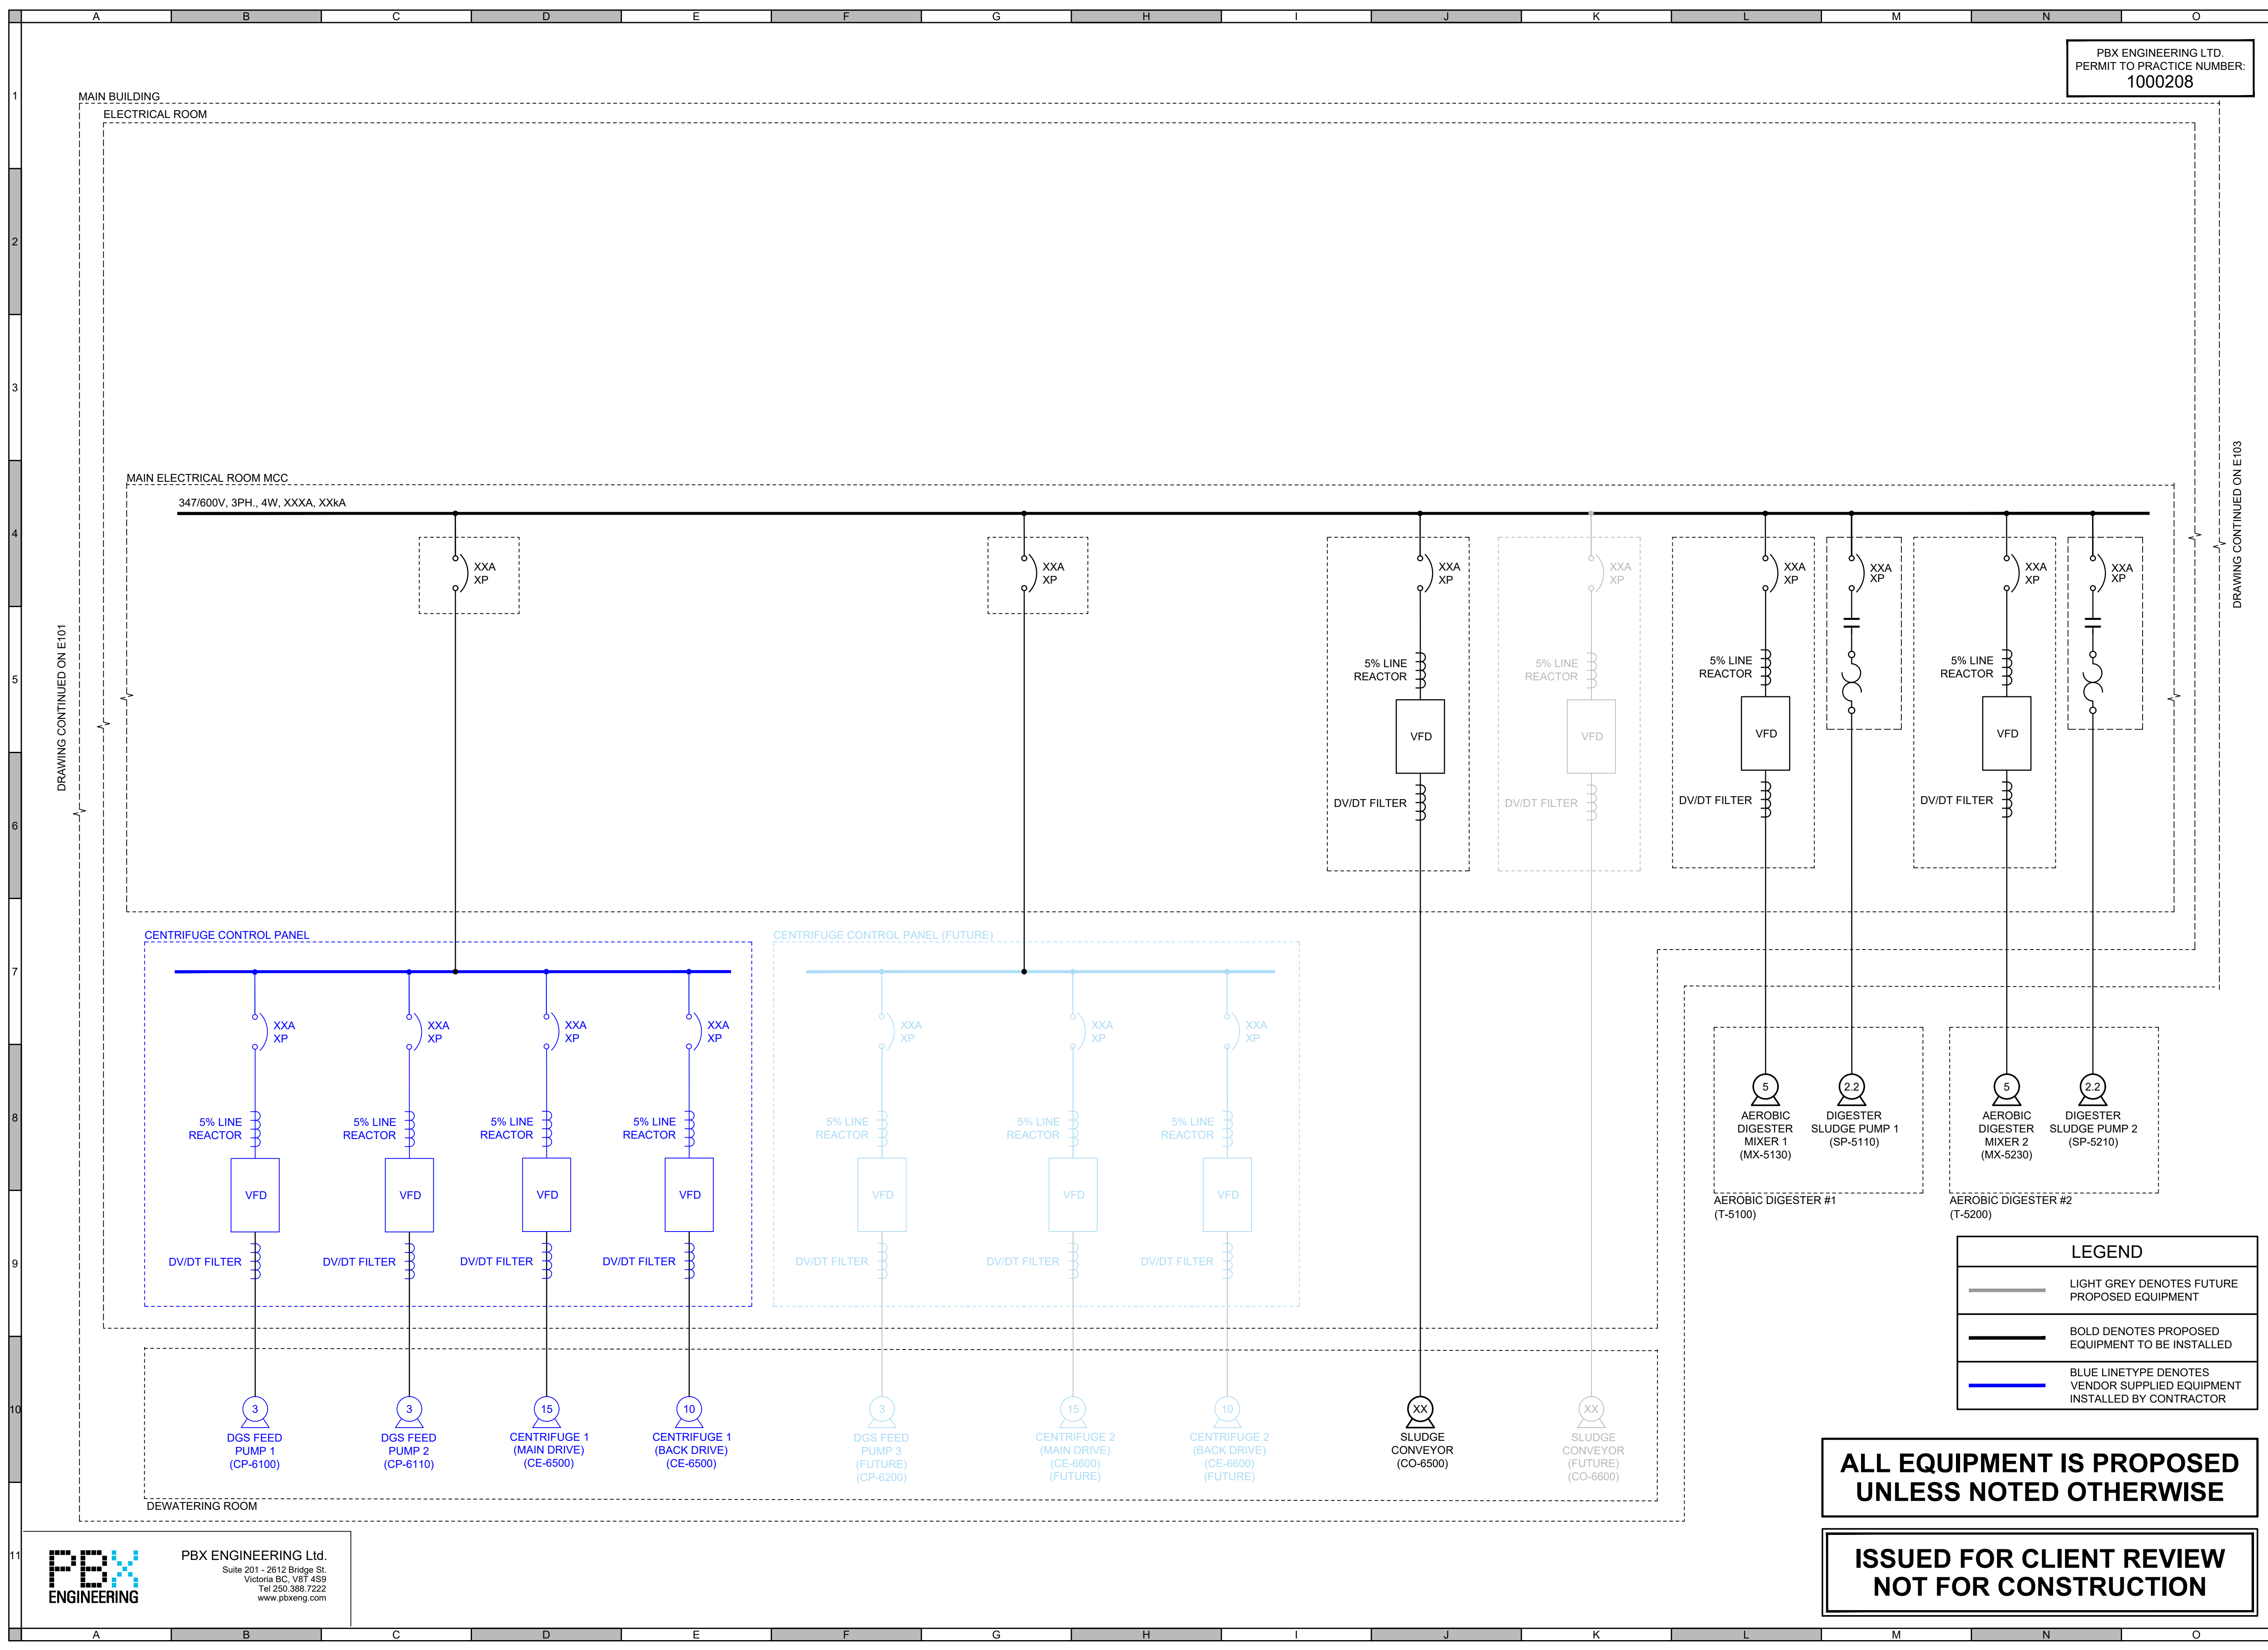 A B C D E F G H I J K L M N O
PBX ENGINEERING LTD.
PERMIT TO PRACTICE NUMBER:
1000208
1
2
3
4
5
6
7
8
9
10
11
MAIN BUILDING
ELECTRICAL ROOM
DRAWING CONTINUED ON E101
DRAWING CONTINUED ON E103
MAIN ELECTRICAL ROOM MCC
347/600V, 3PH., 4W, XXXA, XXkA
XXA
XP
XXA
XP
XXA
XP
5% LINE
REACTOR
VFD
DV/DT FILTER
XXA
XP
5% LINE
REACTOR
VFD
DV/DT FILTER
XXA
XP
5% LINE
REACTOR
VFD
DV/DT FILTER
XXA
XP
XXA
XP
5% LINE
REACTOR
VFD
DV/DT FILTER
XXA
XP
CENTRIFUGE CONTROL PANEL
XXA
XP
5% LINE
REACTOR
VFD
DV/DT FILTER
XXA
XP
5% LINE
REACTOR
VFD
DV/DT FILTER
XXA
XP
5% LINE
REACTOR
VFD
DV/DT FILTER
XXA
XP
5% LINE
REACTOR
VFD
DV/DT FILTER
CENTRIFUGE CONTROL PANEL (FUTURE)
XXA
XP
5% LINE
REACTOR
VFD
DV/DT FILTER
XXA
XP
5% LINE
REACTOR
VFD
DV/DT FILTER
XXA
XP
5% LINE
REACTOR
VFD
DV/DT FILTER
5
AEROBIC
DIGESTER
MIXER 1
(MX-5130)
2.2
DIGESTER
SLUDGE PUMP 1
(SP-5110)
AEROBIC DIGESTER #1
(T-5100)
5
AEROBIC
DIGESTER
MIXER 2
(MX-5230)
2.2
DIGESTER
SLUDGE PUMP 2
(SP-5210)
AEROBIC DIGESTER #2
(T-5200)
3
DGS FEED
PUMP 1
(CP-6100)
3
DGS FEED
PUMP 2
(CP-6110)
15
CENTRIFUGE 1
(MAIN DRIVE)
(CE-6500)
10
CENTRIFUGE 1
(BACK DRIVE)
(CE-6500)
3
DGS FEED
PUMP 3
(FUTURE)
(CP-6200)
15
CENTRIFUGE 2
(MAIN DRIVE)
(CE-6600)
(FUTURE)
10
CENTRIFUGE 2
(BACK DRIVE)
(CE-6600)
(FUTURE)
XX
SLUDGE
CONVEYOR
(CO-6500)
XX
SLUDGE
CONVEYOR
(FUTURE)
(CO-6600)
DEWATERING ROOM
LEGEND
LIGHT GREY DENOTES FUTURE
PROPOSED EQUIPMENT
BOLD DENOTES PROPOSED
EQUIPMENT TO BE INSTALLED
BLUE LINETYPE DENOTES
VENDOR SUPPLIED EQUIPMENT
INSTALLED BY CONTRACTOR
ALL EQUIPMENT IS PROPOSED
UNLESS NOTED OTHERWISE
ISSUED FOR CLIENT REVIEW
NOT FOR CONSTRUCTION
PBX
ENGINEERING
PBX ENGINEERING Ltd.
Suite 201 - 2612 Bridge St.
Victoria BC, V8T 4S9
Tel 250.388.7222
www.pbxeng.com
A B C D E F G H I J K L M N O